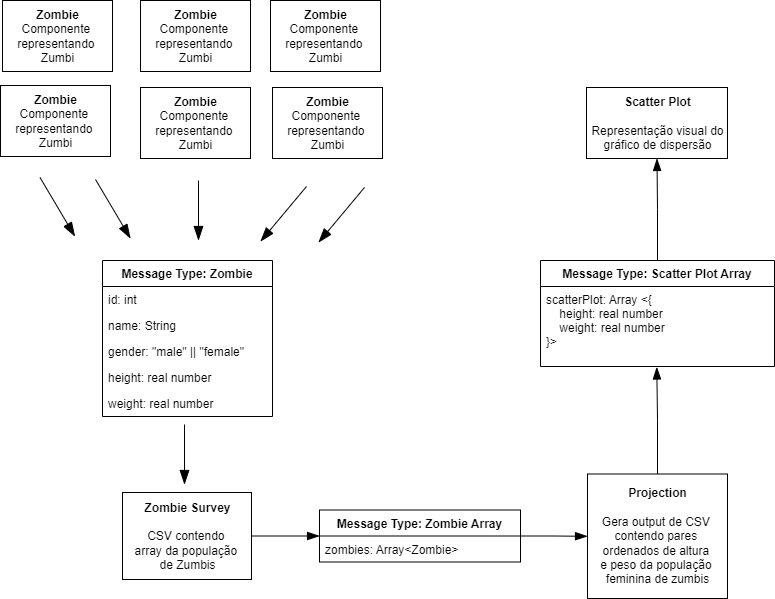 Zombie
Componente
representando
Zumbi
Zombie
Componente
representando
Zumbi
Zombie
Componente
representando
Zumbi
Zombie
Componente
representando
Zumbi
Zombie
Componente
representando
Zumbi
Zombie
Componente
representando
Zumbi
Message Type: Zombie
id: int
name: String
gender: "male" || "female"
height: real number
weight: real number
Zombie Survey
CSV contendo
array da população
de Zumbis
Message Type: Zombie Array
zombies: Array<Zombie>
Projection
Gera output de CSV
contendo pares
ordenados de altura
e peso da população
feminina de zumbis
Message Type: Scatter Plot Array
scatterPlot: Array <{
height: real number
weight: real number
}>
Scatter Plot
Representação visual do
gráfico de dispersão